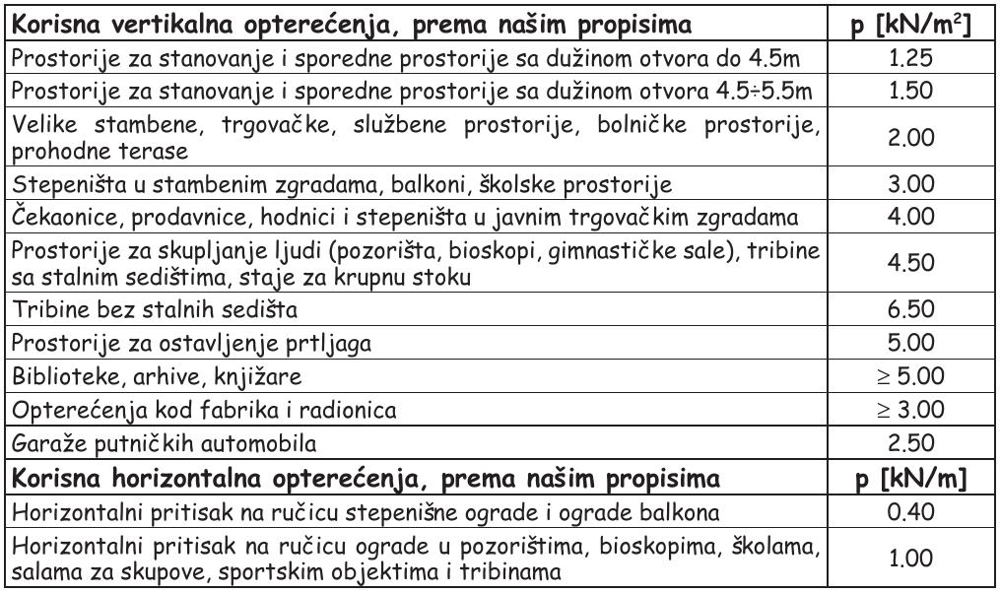 Korisna vertikalna opterećenja, prema našim propisima p [kN/m²]
Prostorije za stanovanje i sporedne prostorije sa dužinom otvora do 4.5m 1.25
Prostorije za stanovanje i sporedne prostorije sa dužinom otvora 4.5÷5.5m 1.50
Velike stambene, trgovačke, službene prostorije, bolničke prostorije,
prohodne terase 2.00
Stepeništa u stambenim zgradama, balkoni, školske prostorije 3.00
Čekaonice, prodavnice, hodnici i stepeništa u javnim trgovačkim zgradama 4.00
Prostorije za skupljanje ljudi (pozorišta, bioskopi, gimnastičke sale), tribine
sa stalnim sedištima, staje za krupnu stoku 4.50
Tribine bez stalnih sedišta 6.50
Prostorije za ostavljenje prtljaga 5.00
Biblioteke, arhive, knjižare ≥ 5.00
Opterećenja kod fabrika i radionica ≥ 3.00
Garaže putničkih automobila 2.50
Korisna horizontalna opterećenja, prema našim propisima p [kN/m]
Horizontalni pritisak na ručicu stepenišne ograde i ograde balkona 0.40
Horizontalni pritisak na ručicu ograde u pozorištima, bioskopima, školama,
salama za skupove, sportskim objektima i tribinama 1.00